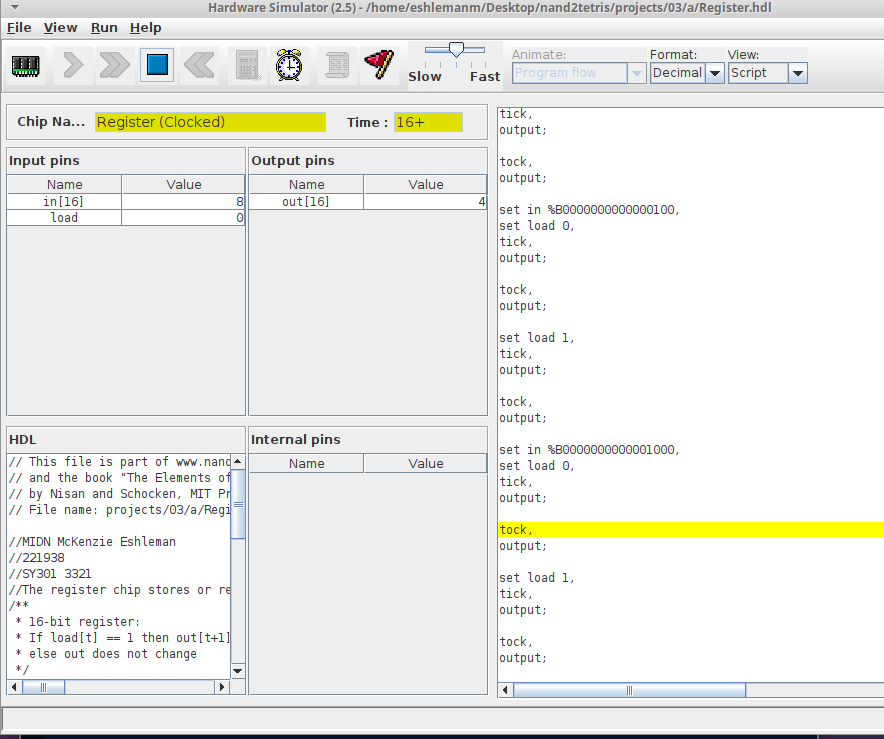 Hardware Simulator (2.5) - /home/eshlemanm/Desktop/nand2tetris/projects/03/a/Register.hdl
File View Run Help
Slow Fast
Animate:
Program flow
Format:
Decimal
View:
Script
Chip Na... Register (Clocked) Time : 16+
Input pins
Name Value
in[16] 8
load 0
Output pins
Name Value
out[16] 4
HDL
// This file is part of www.nand
// and the book "The Elements of
// by Nisan and Schocken, MIT Pr
// File name: projects/03/a/Regi
//MIDN McKenzie Eshleman
//221938
//SY301 3321
//The register chip stores or re
/**
* 16-bit register:
* If load[t] == 1 then out[t+1]
* else out does not change
*/
Internal pins
Name Value
tick,
output;
tock,
output;
set in %B0000000000000100,
set load 0,
tick,
output;
tock,
output;
set load 1,
tick,
output;
tock,
output;
set in %B0000000000001000,
set load 0,
tick,
output;
tock,
output;
set load 1,
tick,
output;
tock,
output;